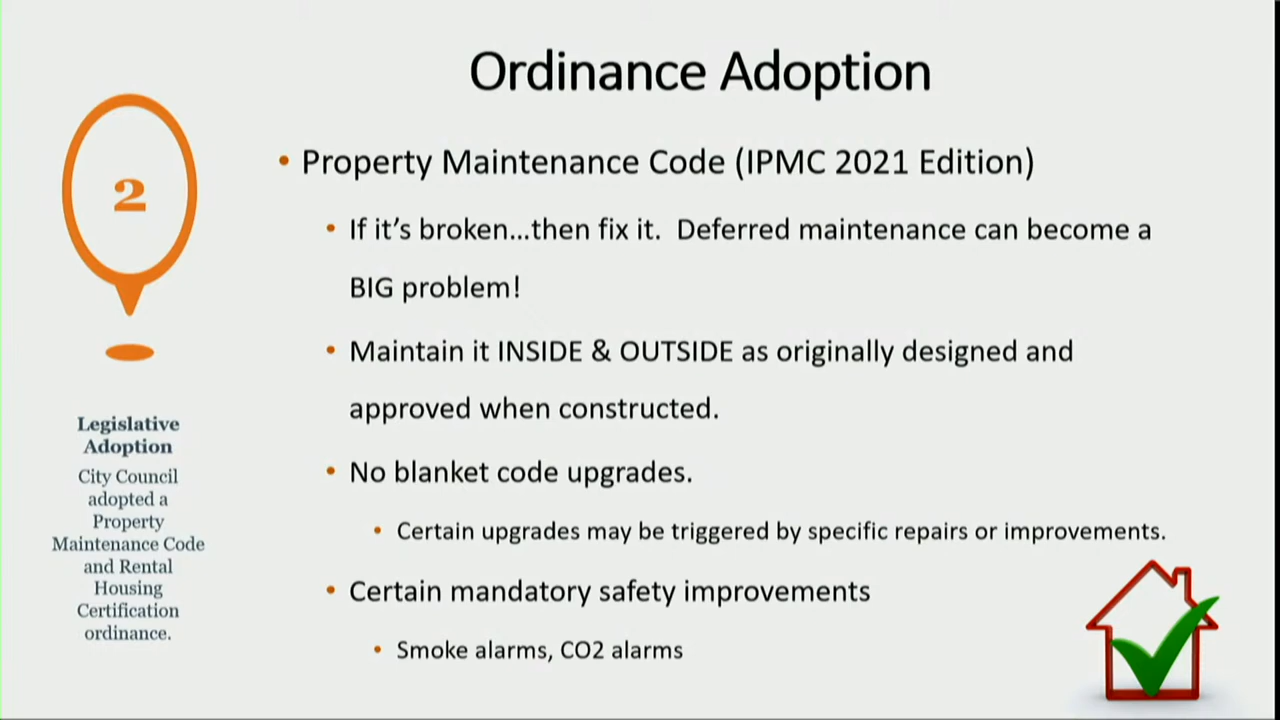 Ordinance Adoption
2
Legislative
Adoption
City Council
adopted a
Property
Maintenance Code
and Rental
Housing
Certification
ordinance.
• Property Maintenance Code (IPMC 2021 Edition)
• If it’s broken…then fix it.  Deferred maintenance can become a
BIG problem!
• Maintain it INSIDE & OUTSIDE as originally designed and
approved when constructed.
• No blanket code upgrades.
• Certain upgrades may be triggered by specific repairs or improvements.
• Certain mandatory safety improvements
• Smoke alarms, CO2 alarms